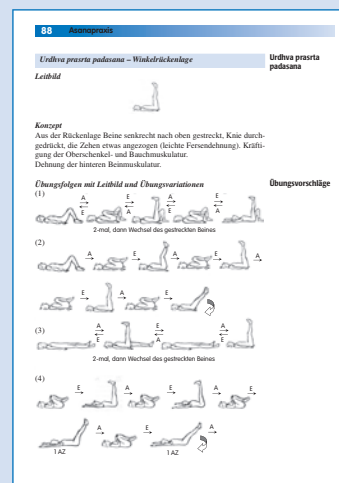 88 Asanapraxis
Urdhva prasrta padasana – Winkelrückenlage
Urdhva prasrta
padasana
Leitbild
Konzept
Aus der Rückenlage Beine senkrecht nach oben gestreckt, Knie durch-
gedrückt, die Zehen etwas angezogen (leichte Fersendehnung). Kräfti-
gung der Oberschenkel- und Bauchmuskulatur.
Dehnung der hinteren Beinmuskulatur.
Übungsfolgen mit Leitbild und Übungsvariationen
Übungsvorschläge
(1)
A E A E A
E A E A
2-mal, dann Wechsel des gestreckten Beines
(2)
A E A E A
E A E
(3)
A E A
E A E
2-mal, dann Wechsel des gestreckten Beines
(4)
E A E A E
A E A
1 AZ 1 AZ